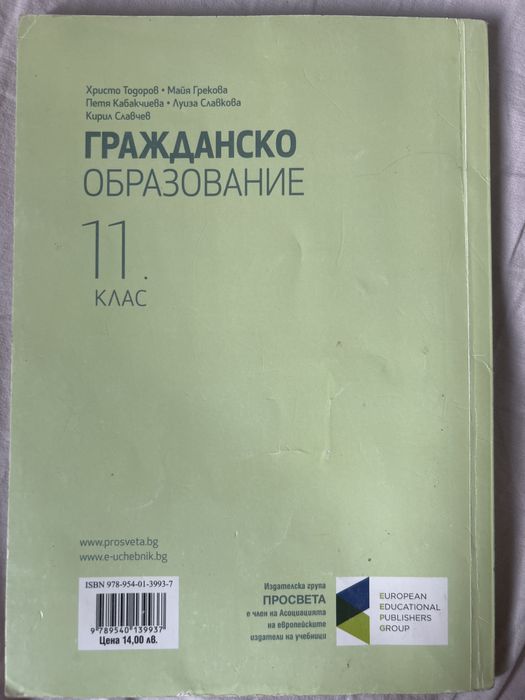 Христо Тодоров • Майя Грекова
Петя Кабакчиева • Луиза Славкова
Кирил Славчев
ГРАЖДАНСКО
ОБРАЗОВАНИЕ
11.
КЛАС
www.prosveta.bg
www.e-uchebnik.bg
ISBN 978-954-01-3993-7
9 789540 139937
Цена 14,00 лв.
Издателска група
ПРОСВЕТА
е член на Асоциацията
на европейските
издатели на учебници
E P E G
EUROPEAN
EDUCATIONAL
PUBLISHERS
GROUP